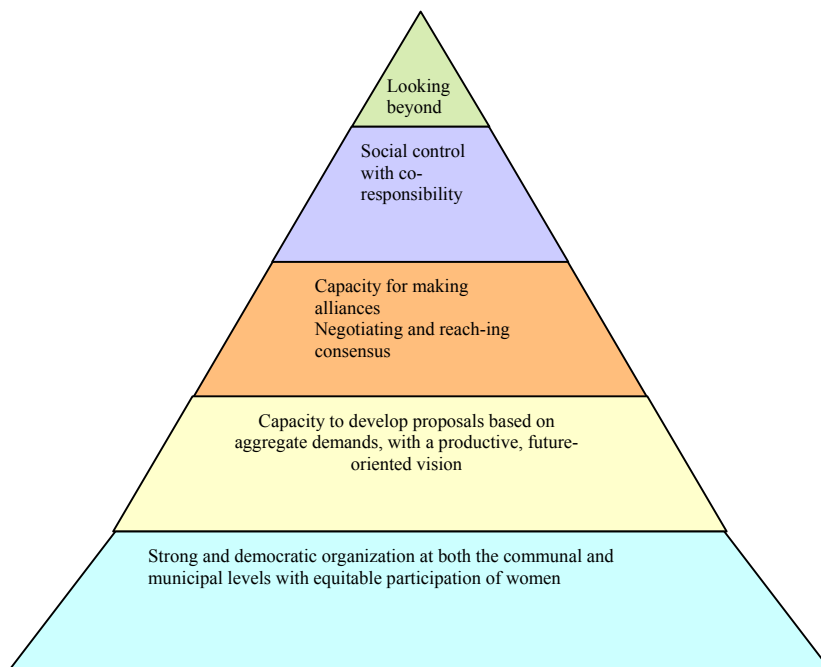 Looking
beyond
Social control
with co-
responsibility
Capacity for making
alliances
Negotiating and reach-ing
consensus
Capacity to develop proposals based on
aggregate demands, with a productive, future-
oriented vision
Strong and democratic organization at both the communal and
municipal levels with equitable participation of women